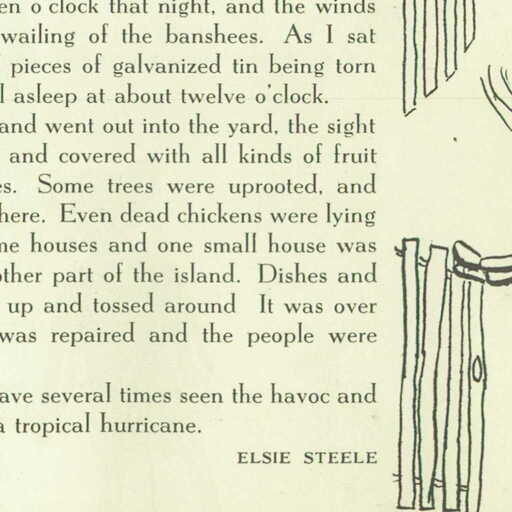 en o'clock that night, and the winds
wailing of the banshees. As I sat
pieces of galvanized tin being torn
l asleep at about twelve o'clock.
and went out into the yard, the sight
and covered with all kinds of fruit
es. Some trees were uprooted, and
here. Even dead chickens were lying
me houses and one small house was
other part of the island. Dishes and
up and tossed around It was over
was repaired and the people were
ave several times seen the havoc and
a tropical hurricane.
ELSIE STEELE